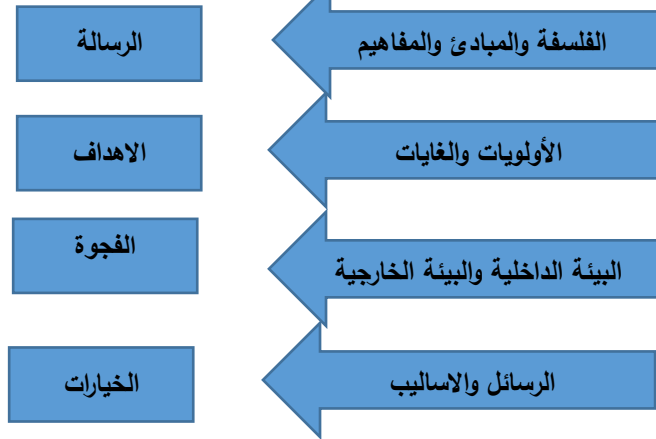 الفلسفة والمبادئ والمفاهيم
الرسالة
الأولويات والغايات
الاهداف
البيئة الداخلية والبيئة الخارجية
الفجوة
الرسائل والاساليب
الخيارات